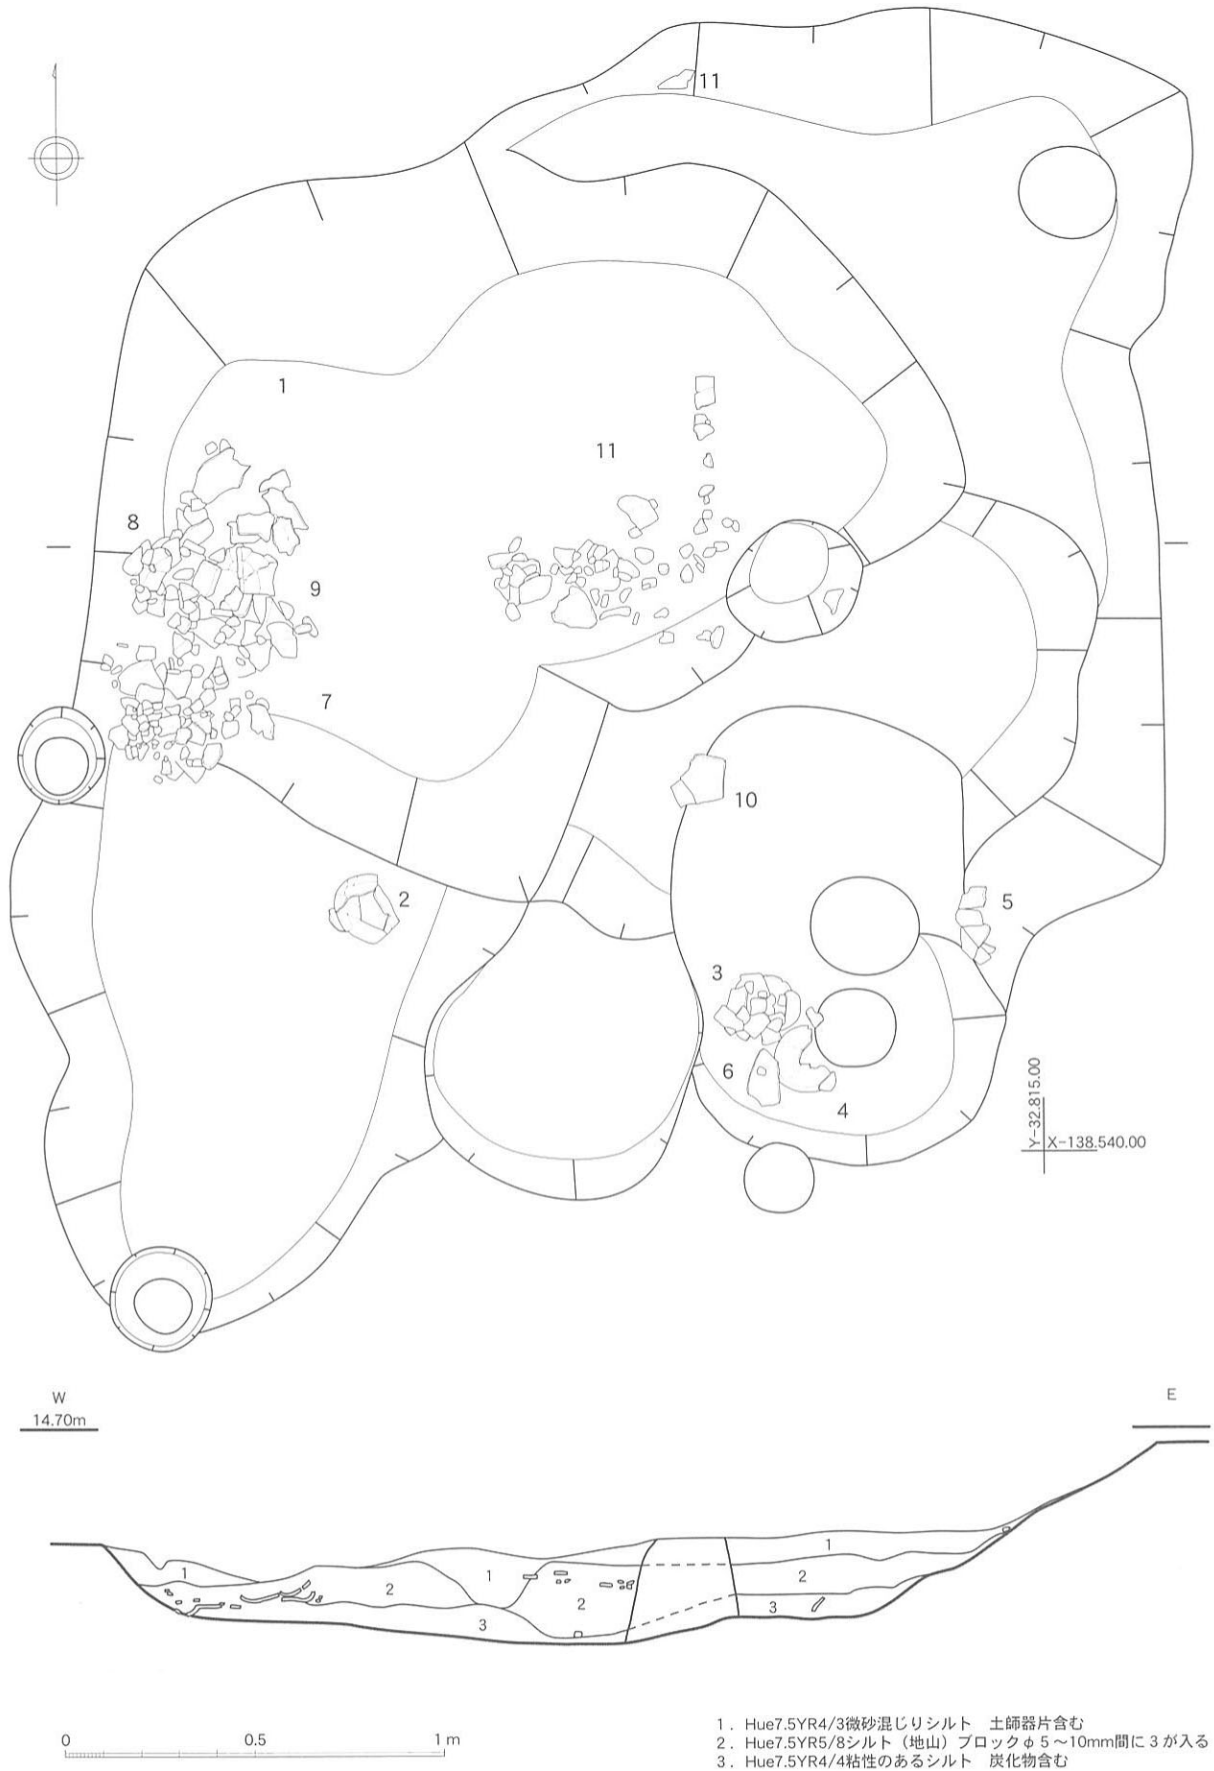 11
1
11
8
9
7
10
2
5
3
6
4
Y-32.815.00
X-138.540.00
W
E
14.70m
1
1
1
2
2
2
3
3
0 0.5 1 m
1．Hue7.5YR4/3微砂混じりシルト　土師器片含む
2．Hue7.5YR5/8シルト（地山）ブロックφ5～10mm間に3が入る
3．Hue7.5YR4/4粘性のあるシルト　炭化物含む